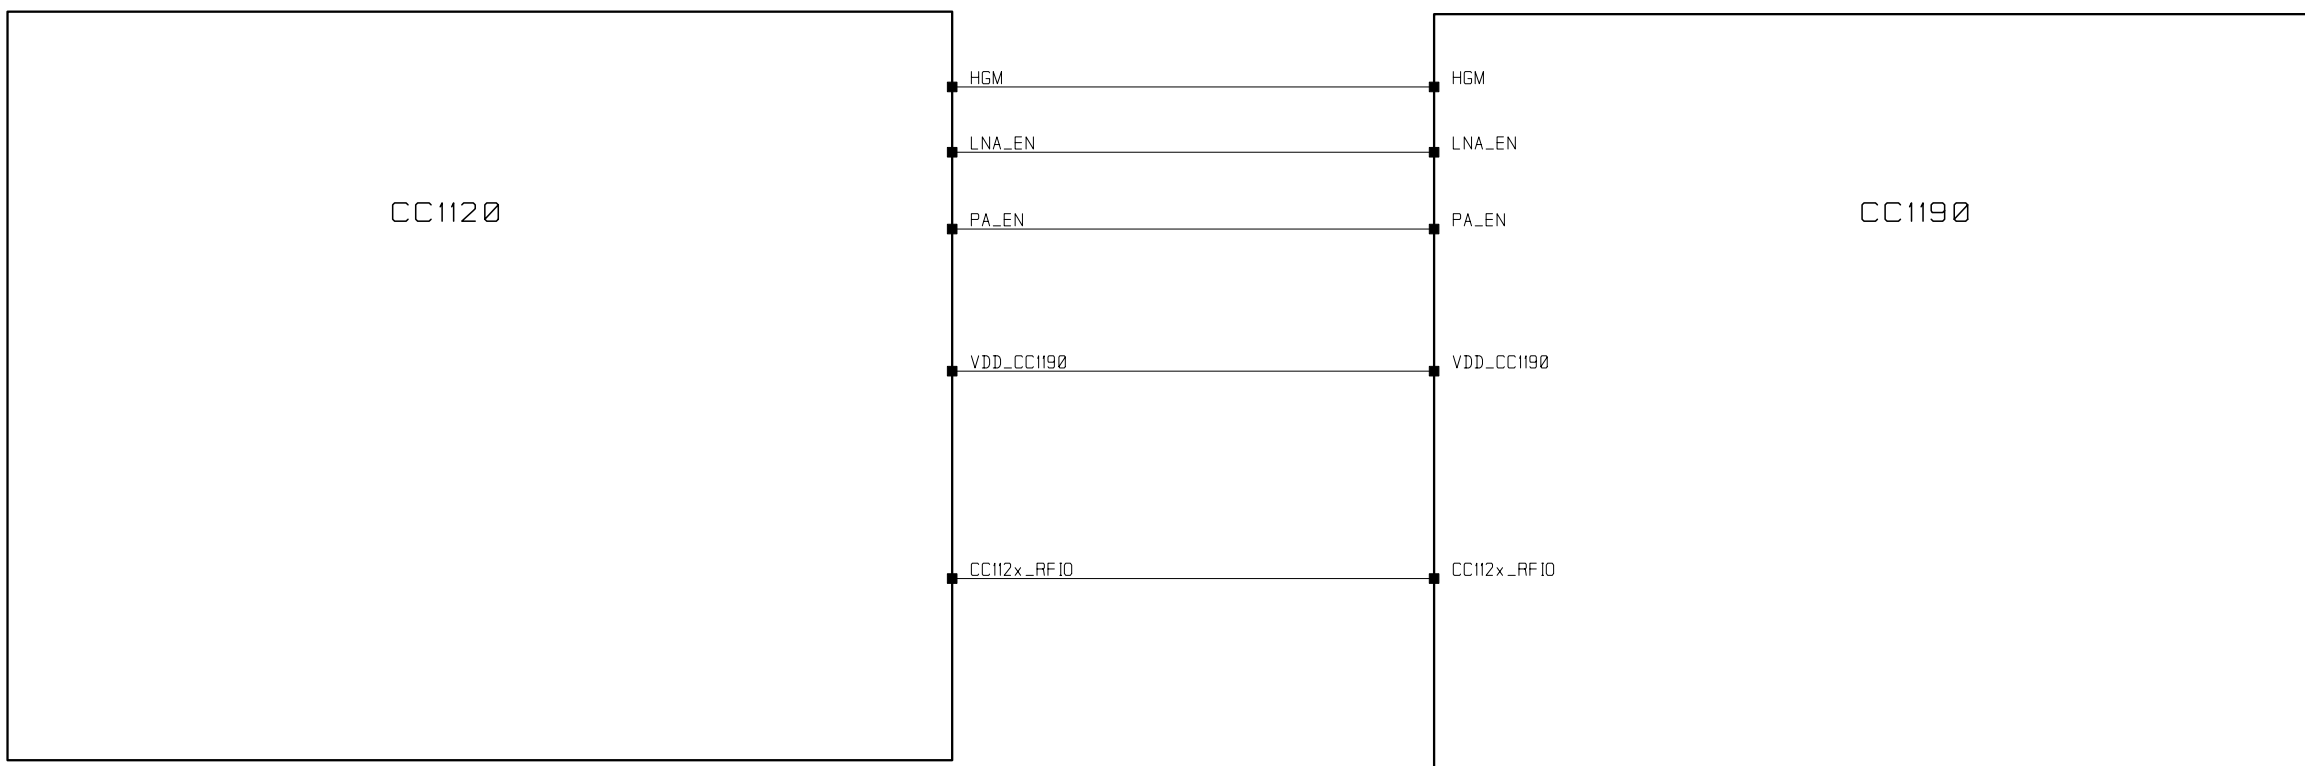 HGM
HGM
LNA_EN
LNA_EN
CC1120
CC1190
PA_EN
PA_EN
VDD_CC1190
VDD_CC1190
CC112x_RFIO
CC112x_RFIO